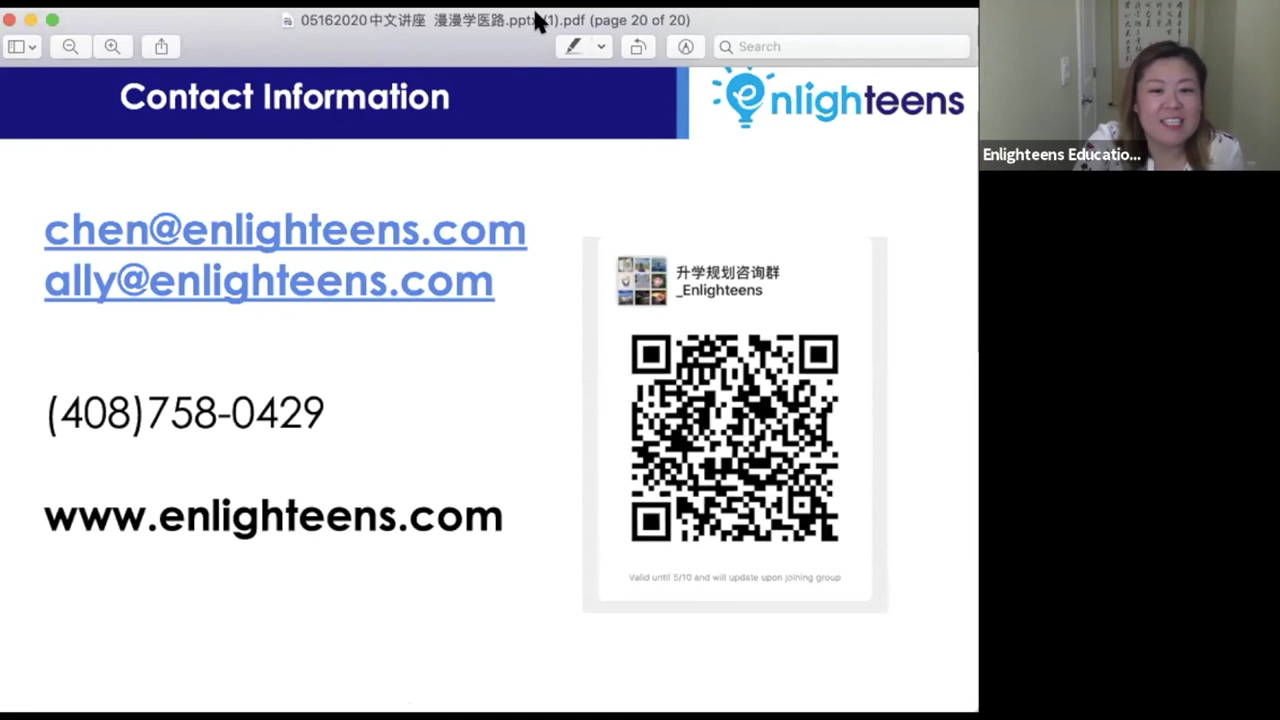 05162020中文讲座 漫漫学医路.pptx (1).pdf (page 20 of 20)
Search
Contact Information
enlighteens
Enlighteens Educatio...
chen@enlighteens.com
ally@enlighteens.com
(408)758-0429
www.enlighteens.com
升学规划咨询群
_Enlighteens
Valid until 5/10 and will update upon joining group